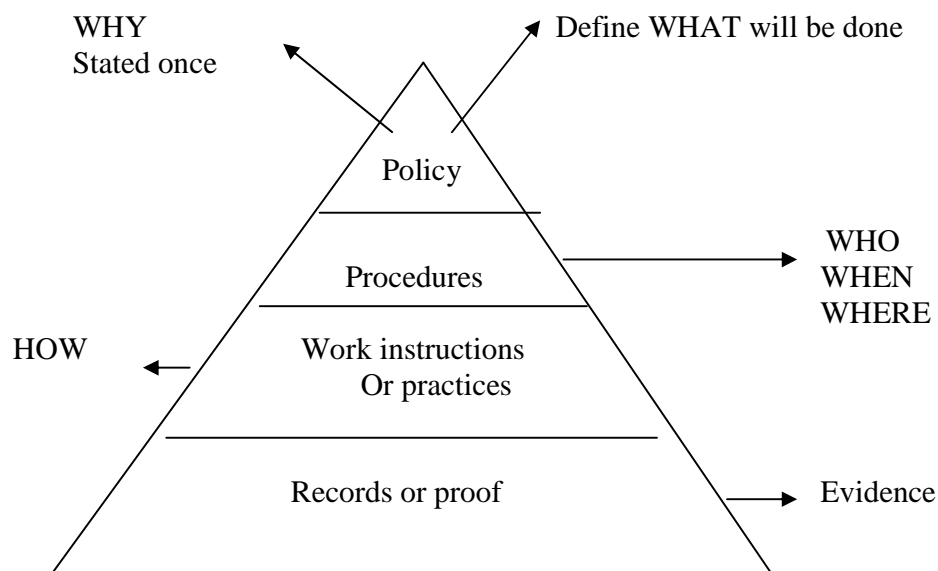 WHY
Stated once
Define WHAT will be done
Policy
WHO
WHEN
WHERE
Procedures
HOW
Work instructions
Or practices
Records or proof
Evidence